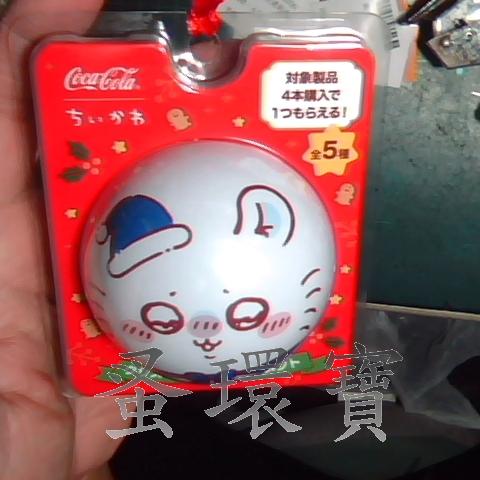 Coca-Cola
ちいかわ
対象製品
4本購入で
1つもらえる!
全5種
蚤環寶